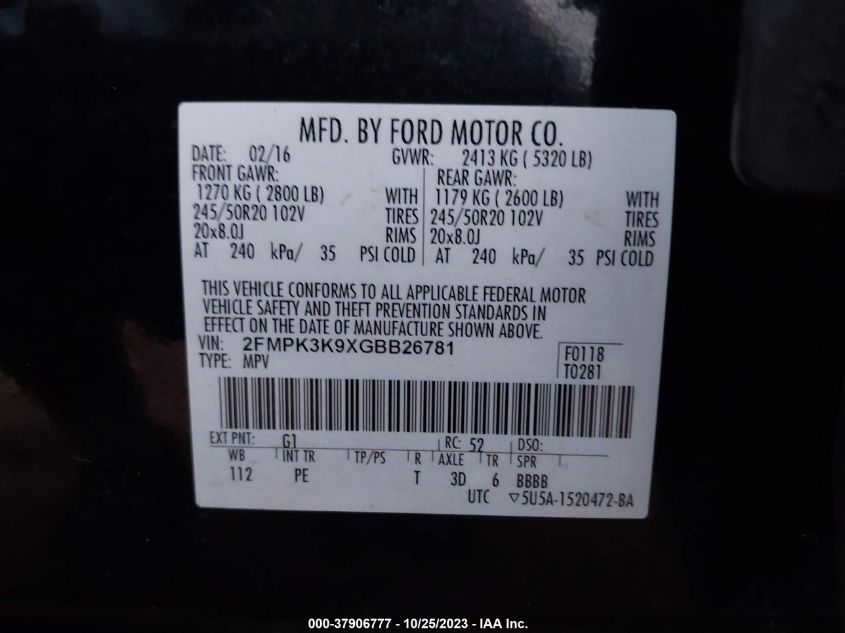 MFD. BY FORD MOTOR CO.
DATE: 02/16 GVWR: 2413 KG ( 5320 LB)
FRONT GAWR: REAR GAWR:
1270 KG ( 2800 LB) WITH 1179 KG ( 2600 LB) WITH
245/50R20 102V TIRES 245/50R20 102V TIRES
20x8.0J RIMS 20x8.0J RIMS
AT 240 kPa/ 35 PSI COLD AT 240 kPa/ 35 PSI COLD
THIS VEHICLE CONFORMS TO ALL APPLICABLE FEDERAL MOTOR
VEHICLE SAFETY AND THEFT PREVENTION STANDARDS IN
EFFECT ON THE DATE OF MANUFACTURE SHOWN ABOVE.
VIN: 2FMPK3K9XGBB26781 F0118
TYPE: MPV T0281
EXT PNT: G1 RC: 52 DSO:
WB INT TR TP/PS R AXLE TR SPR
112 PE T 3D 6 BBBB
UTC ▽5U5A-1520472-BA
000-37906777 - 10/25/2023 - IAA Inc.